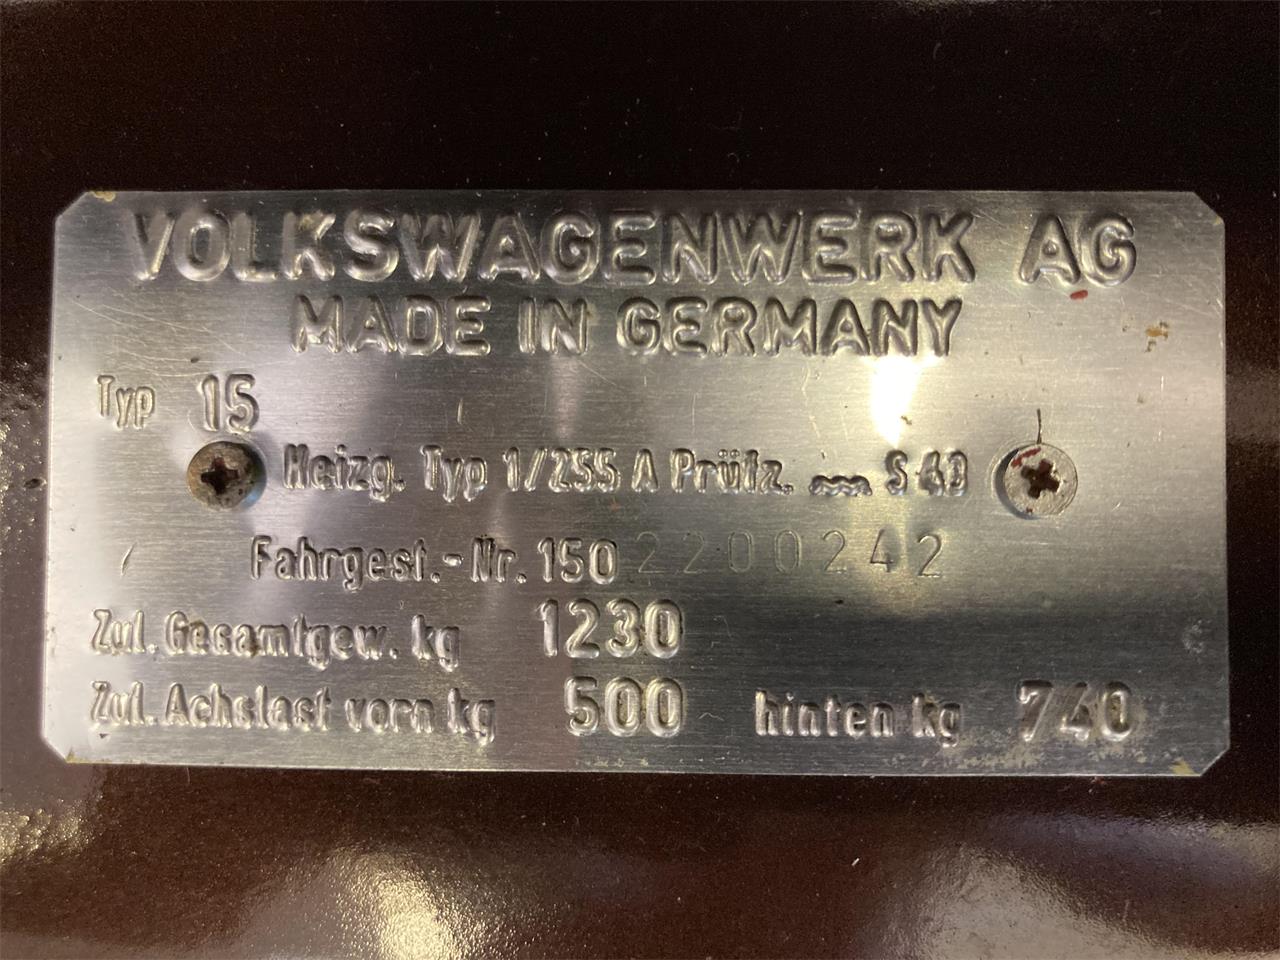 VOLKSWAGENWERK AG
MADE IN GERMANY
Typ 15
Heizg. Typ 1/255 A Prüfz. S 40
Fahrgest.-Nr. 150 2200242
Zul. Gesamtgew. kg 1230
Zul. Achslast vorn kg 500 hinten kg 740